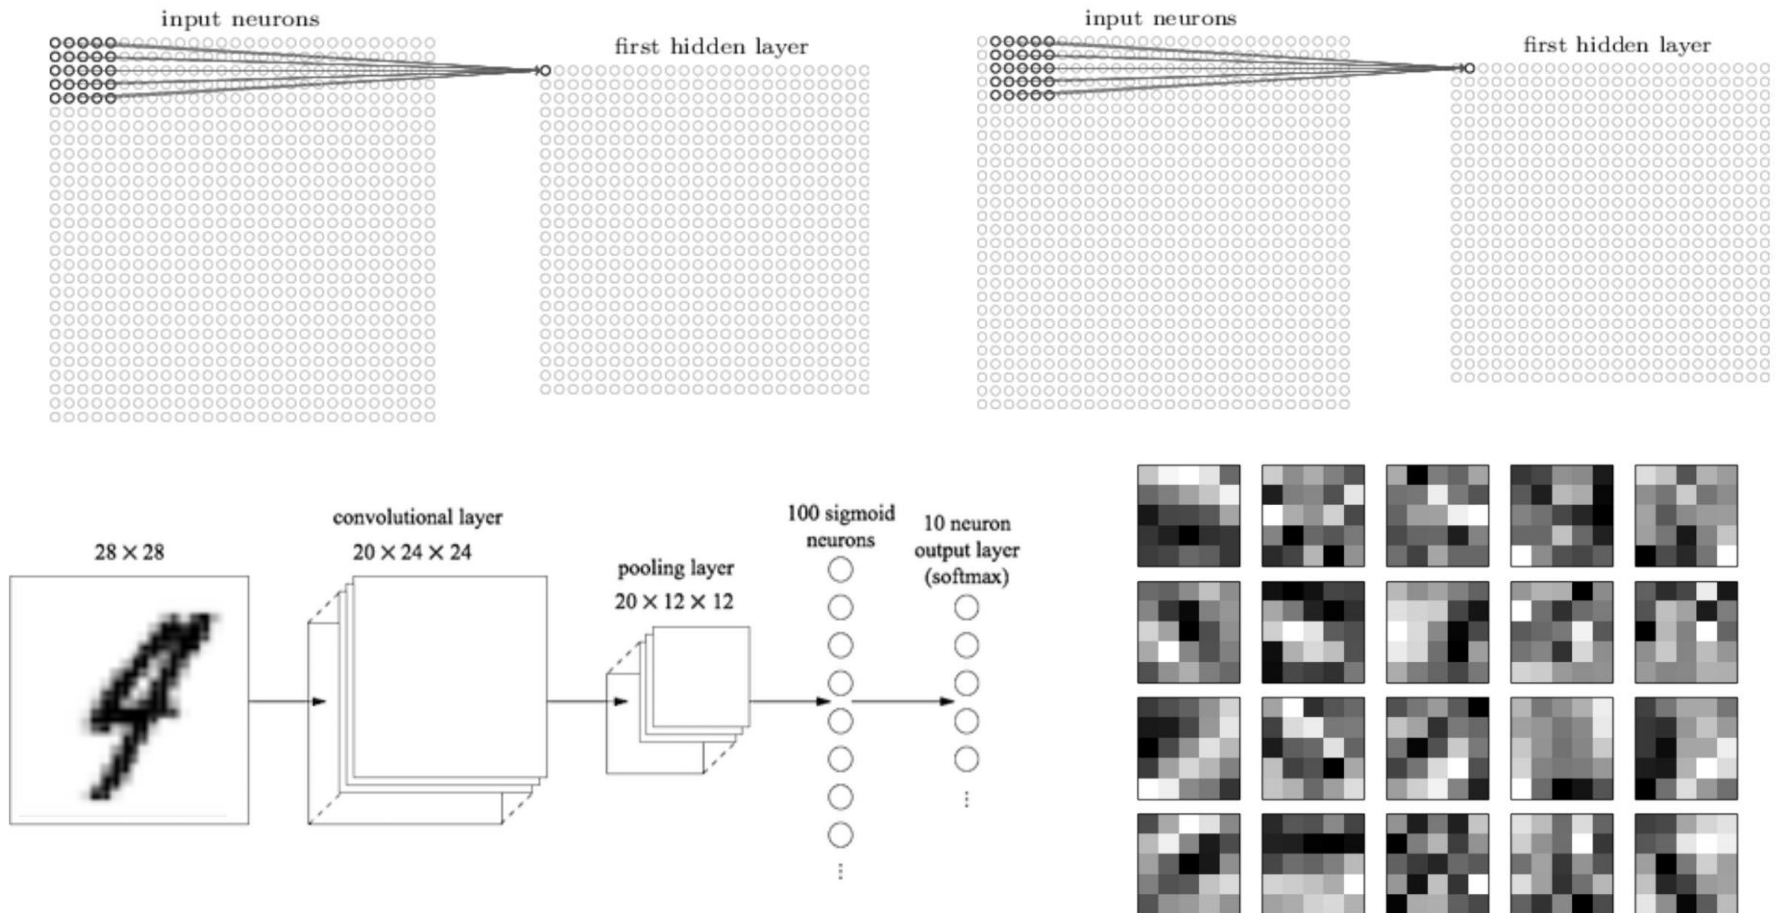 input neurons
first hidden layer
input neurons
first hidden layer
28 × 28
convolutional layer
20 × 24 × 24
pooling layer
20 × 12 × 12
100 sigmoid
neurons
10 neuron
output layer
(softmax)